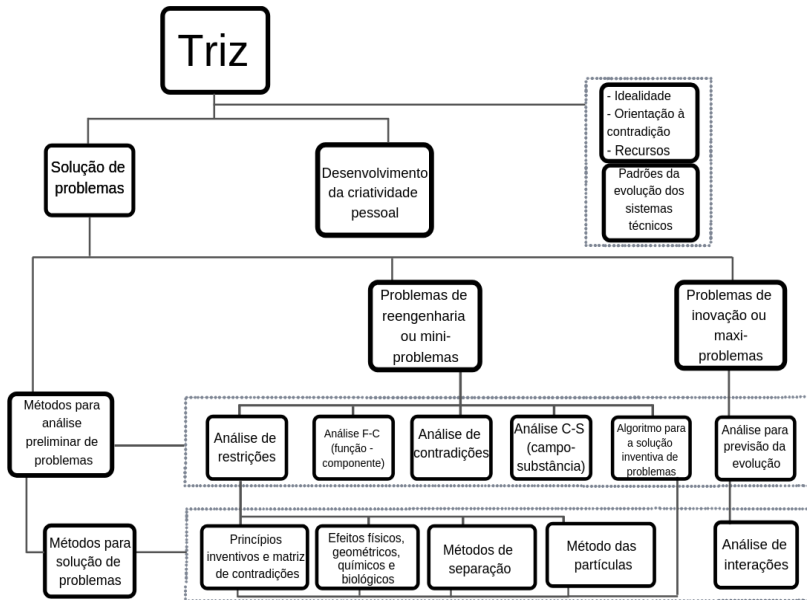 Triz
- Idealidade
- Orientação à
contradição
- Recursos
Padrões da
evolução dos
sistemas
técnicos
Solução de
problemas
Desenvolvimento
da criatividade
pessoal
Problemas de
reengenharia
ou mini-
problemas
Problemas de
inovação ou
maxi-
problemas
Métodos para
análise
preliminar de
problemas
Análise de
restrições
Análise F-C
(função -
componente)
Análise de
contradições
Análise C-S
(campo-
substância)
Algoritmo para
a solução
inventiva de
problemas
Análise para
previsão da
evolução
Métodos para
solução de
problemas
Princípios
inventivos e matriz
de contradições
Efeitos físicos,
geométricos,
químicos e
biológicos
Métodos de
separação
Método das
partículas
Análise de
interações